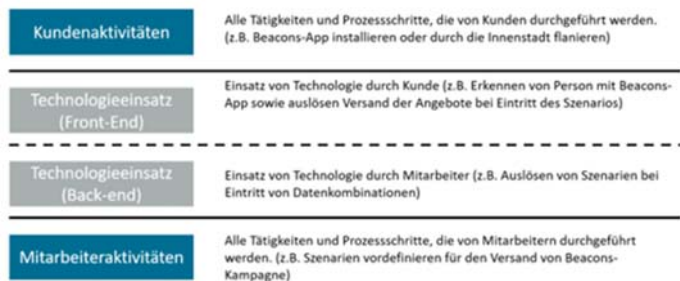 Kundenaktivitäten
Alle Tätigkeiten und Prozessschritte, die von Kunden durchgeführt werden.
(z.B. Beacons-App installieren oder durch die Innenstadt flanieren)
Technologieeinsatz
(Front-End)
Einsatz von Technologie durch Kunde (z.B. Erkennen von Person mit Beacons-
App sowie auslösen Versand der Angebote bei Eintritt des Szenarios)
Technologieeinsatz
(Back-end)
Einsatz von Technologie durch Mitarbeiter (z.B. Auslösen von Szenarien bei
Eintritt von Datenkombinationen)
Mitarbeiteraktivitäten
Alle Tätigkeiten und Prozessschritte, die von Mitarbeitern durchgeführt
werden. (z.B. Szenarien vordefinieren für den Versand von Beacons-
Kampagne)